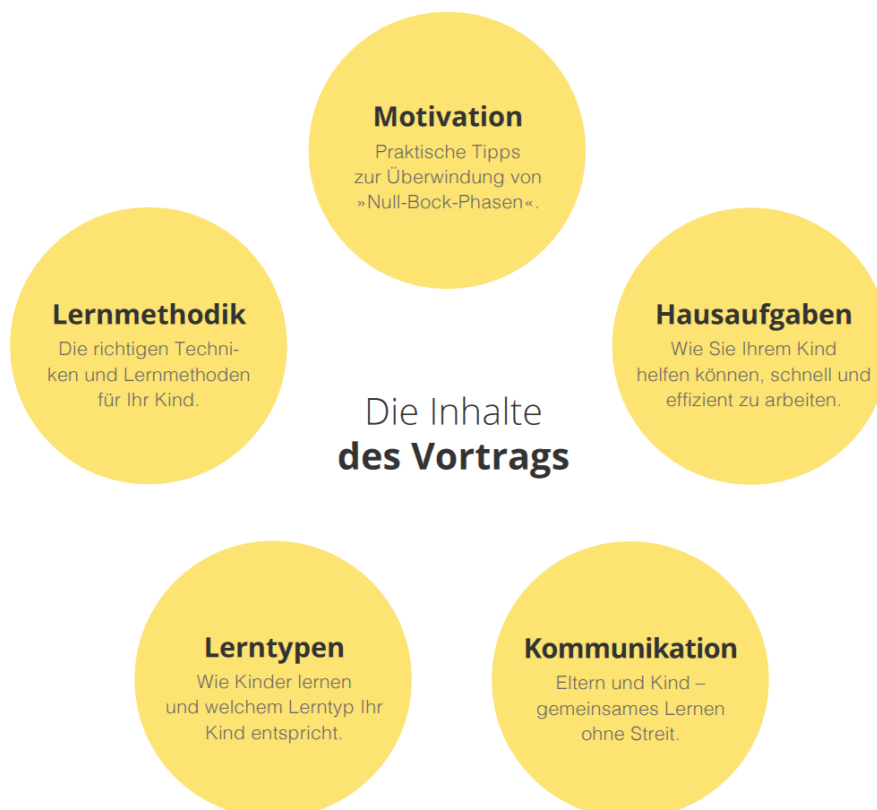 Motivation
Praktische Tipps
zur Überwindung von
»Null-Bock-Phasen«.
Lernmethodik
Die richtigen Techni-
ken und Lernmethoden
für Ihr Kind.
Hausaufgaben
Wie Sie Ihrem Kind
helfen können, schnell und
effizient zu arbeiten.
Die Inhalte
des Vortrags
Lerntypen
Wie Kinder lernen
und welchem Lerntyp Ihr
Kind entspricht.
Kommunikation
Eltern und Kind –
gemeinsames Lernen
ohne Streit.